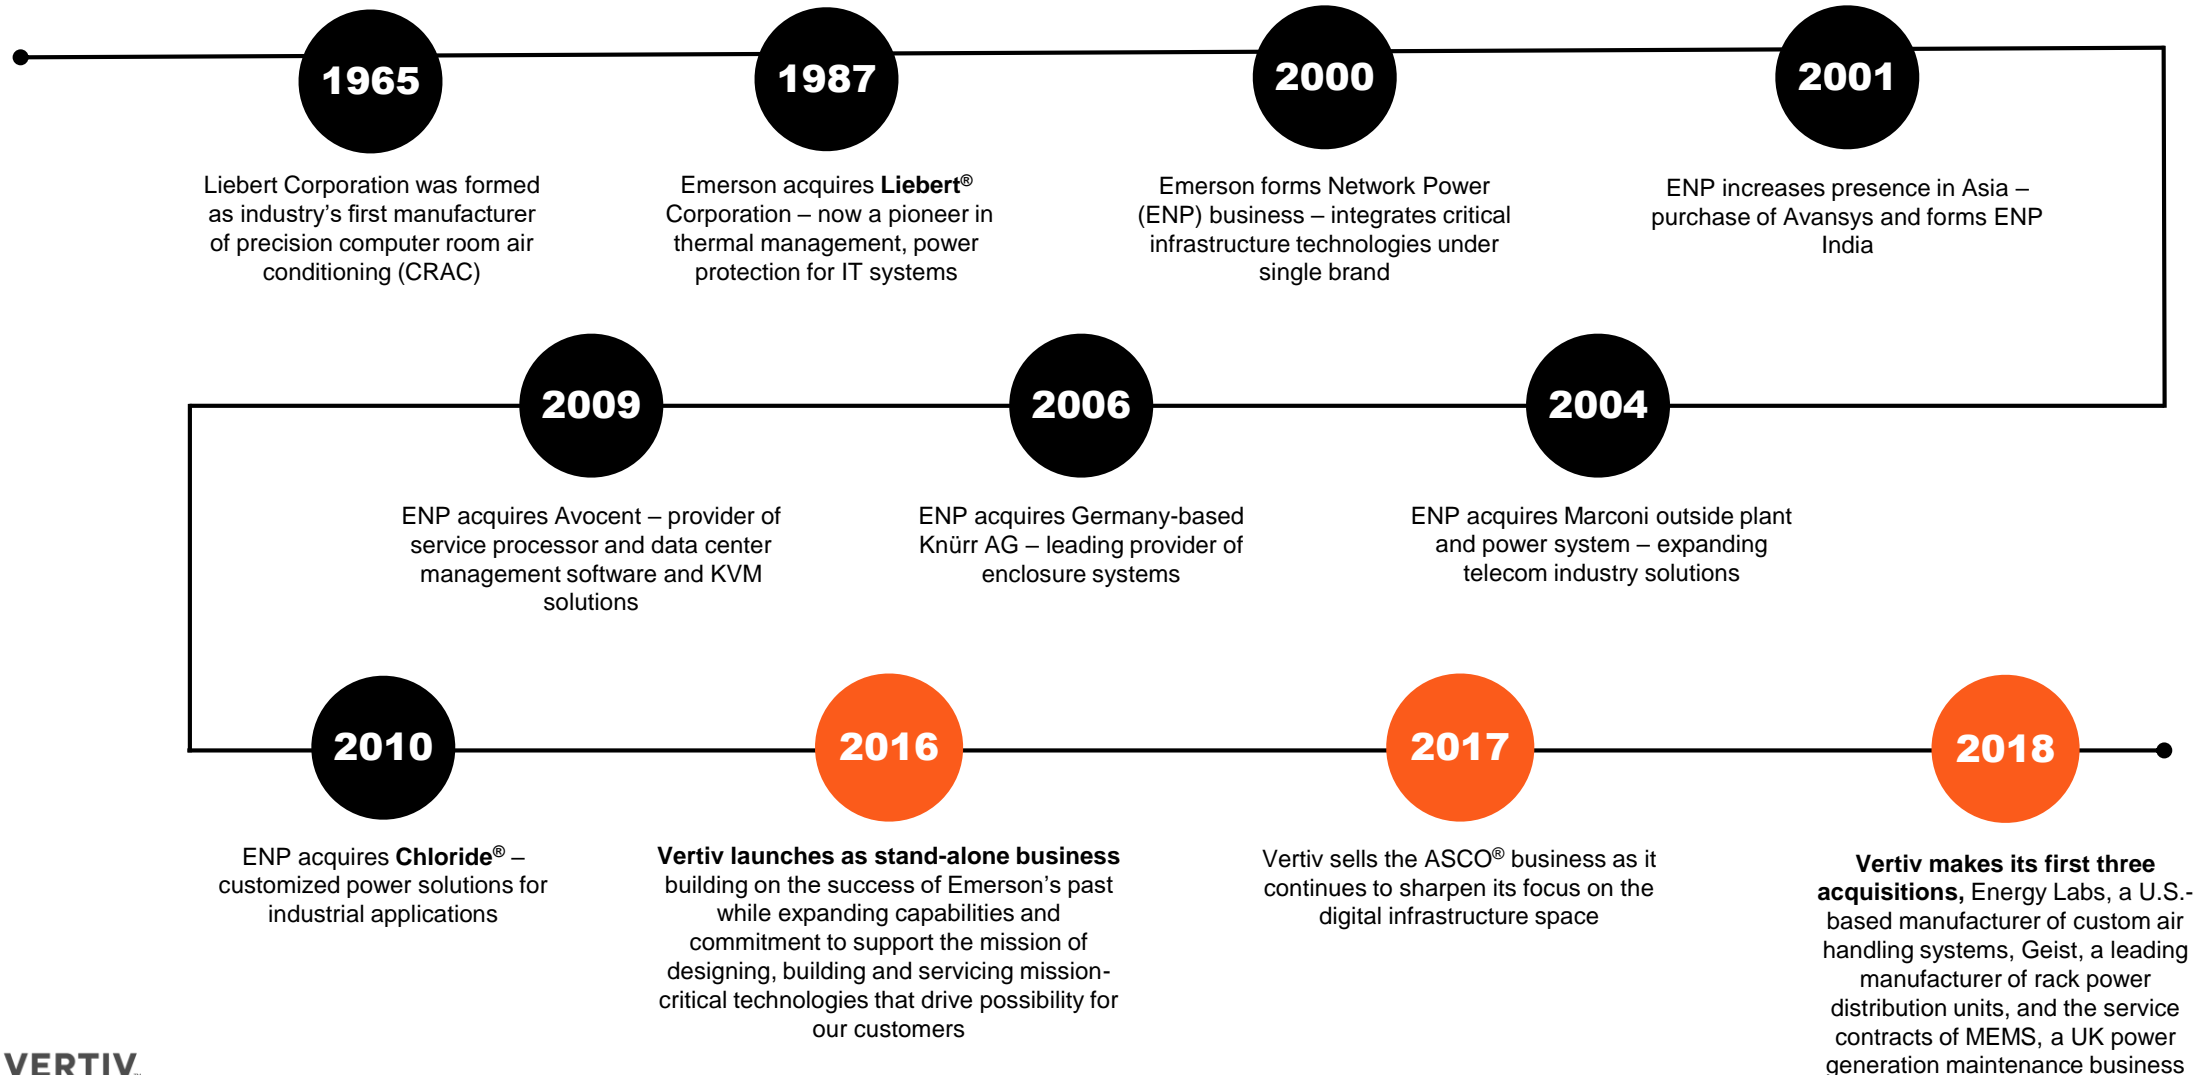 1965
Liebert Corporation was formed
as industry’s first manufacturer
of precision computer room air
conditioning (CRAC)
1987
Emerson acquires Liebert®
Corporation – now a pioneer in
thermal management, power
protection for IT systems
2000
Emerson forms Network Power
(ENP) business – integrates critical
infrastructure technologies under
single brand
2001
ENP increases presence in Asia –
purchase of Avansys and forms ENP
India
2004
ENP acquires Marconi outside plant
and power system – expanding
telecom industry solutions
2006
ENP acquires Germany-based
Knürr AG – leading provider of
enclosure systems
2009
ENP acquires Avocent – provider of
service processor and data center
management software and KVM
solutions
2010
ENP acquires Chloride® –
customized power solutions for
industrial applications
2016
Vertiv launches as stand-alone business
building on the success of Emerson’s past
while expanding capabilities and
commitment to support the mission of
designing, building and servicing mission-
critical technologies that drive possibility for
our customers
2017
Vertiv sells the ASCO® business as it
continues to sharpen its focus on the
digital infrastructure space
2018
Vertiv makes its first three
acquisitions, Energy Labs, a U.S.-
based manufacturer of custom air
handling systems, Geist, a leading
manufacturer of rack power
distribution units, and the service
contracts of MEMS, a UK power
generation maintenance business
VERTIV™